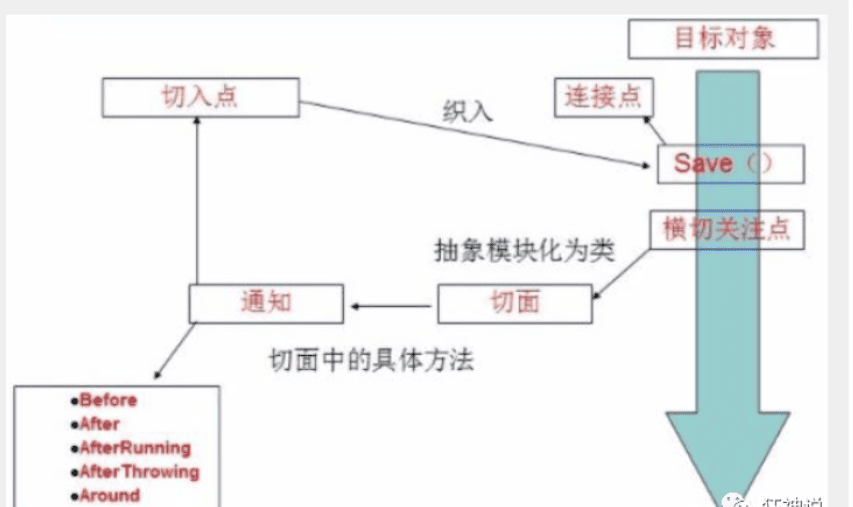 目标对象
切入点
连接点
织入
Save（）
横切关注点
抽象模块化为类
通知
切面
切面中的具体方法
●Before
●After
●AfterRunning
●AfterThrowing
●Around